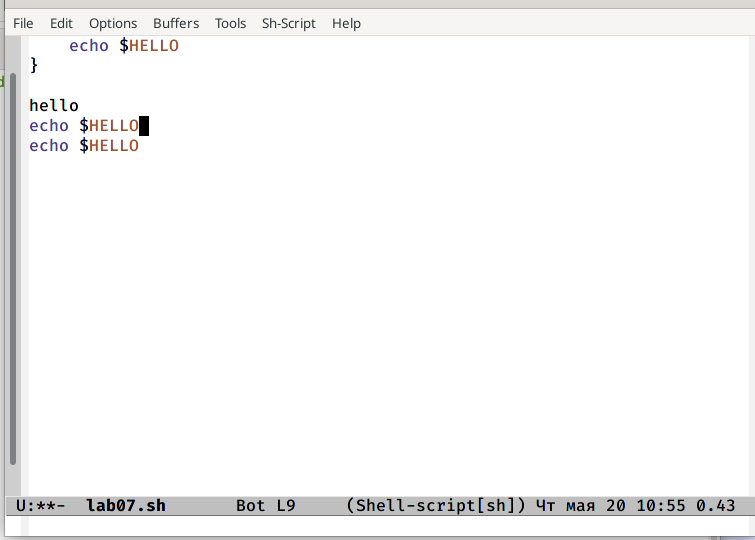 File Edit Options Buffers Tools Sh-Script Help
echo $HELLO
}
hello
echo $HELLO
echo $HELLO
U:**- lab07.sh Bot L9 (Shell-script[sh]) Чт мая 20 10:55 0.43